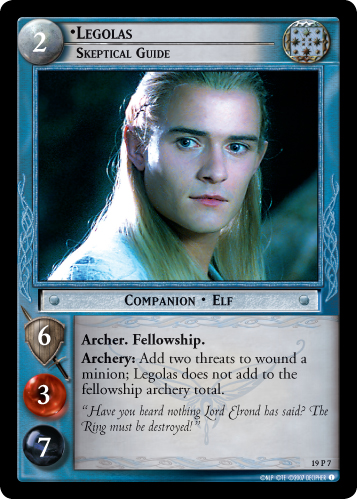 2
•Legolas
Skeptical Guide
Companion • Elf
6
3
7
Archer. Fellowship.
Archery: Add two threats to wound a
minion; Legolas does not add to the
fellowship archery total.
"Have you heard nothing Lord Elrond has said? The
Ring must be destroyed!"
19 P 7